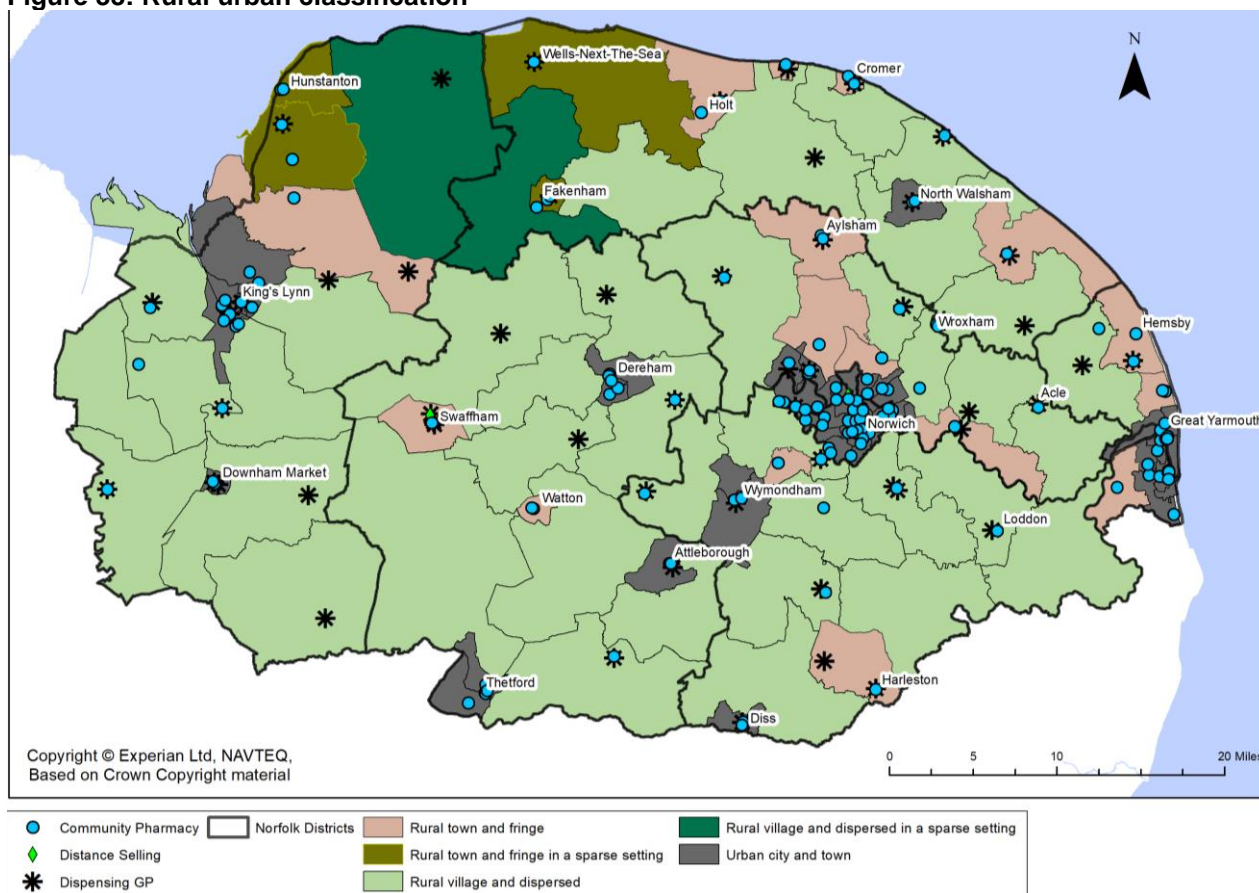 Figure 33: Rural urban classification
N
Wells-Next-The-Sea
Cromer
Hunstanton
Holt
Fakenham
North Walsham
Aylsham
King's Lynn
Wroxham
Hemsby
Dereham
Acle
Swaffham
Norwich
Great Yarmouth
Downham Market
Wymondham
Watton
Loddon
Attleborough
Thetford
Harleston
Diss
Copyright © Experian Ltd, NAVTEQ,
Based on Crown Copyright material
0 5 10 20 Miles
Community Pharmacy Norfolk Districts Rural town and fringe Rural village and dispersed in a sparse setting
Distance Selling Rural town and fringe in a sparse setting Urban city and town
Dispensing GP Rural village and dispersed